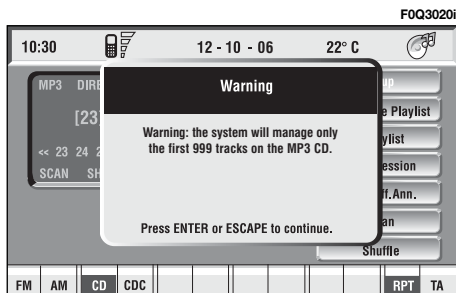 F0Q3020i
10:30 12 - 10 - 06 22° C
MP3 DIRE
[23
<< 23 24 2
SCAN SH
Warning
Warning: the system will manage only
the first 999 tracks on the MP3 CD.
Press ENTER or ESCAPE to continue.
up
e Playlist
ylist
ession
ff.Ann.
an
Shuffle
FM AM CD CDC RPT TA